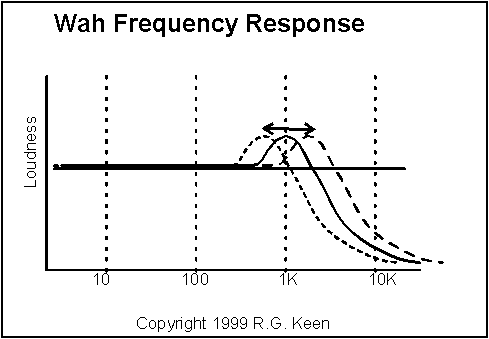 Wah Frequency Response
Loudness
10 100 1K 10K
Copyright 1999 R.G. Keen